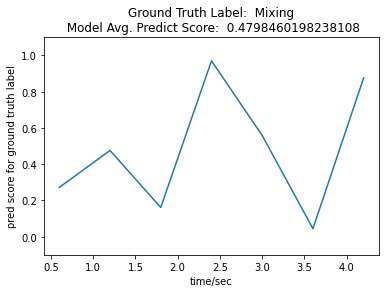 Ground Truth Label:  Mixing
Model Avg. Predict Score:  0.4798460198238108
pred score for ground truth label
1.0
0.8
0.6
0.4
0.2
0.0
0.5 1.0 1.5 2.0 2.5 3.0 3.5 4.0
time/sec